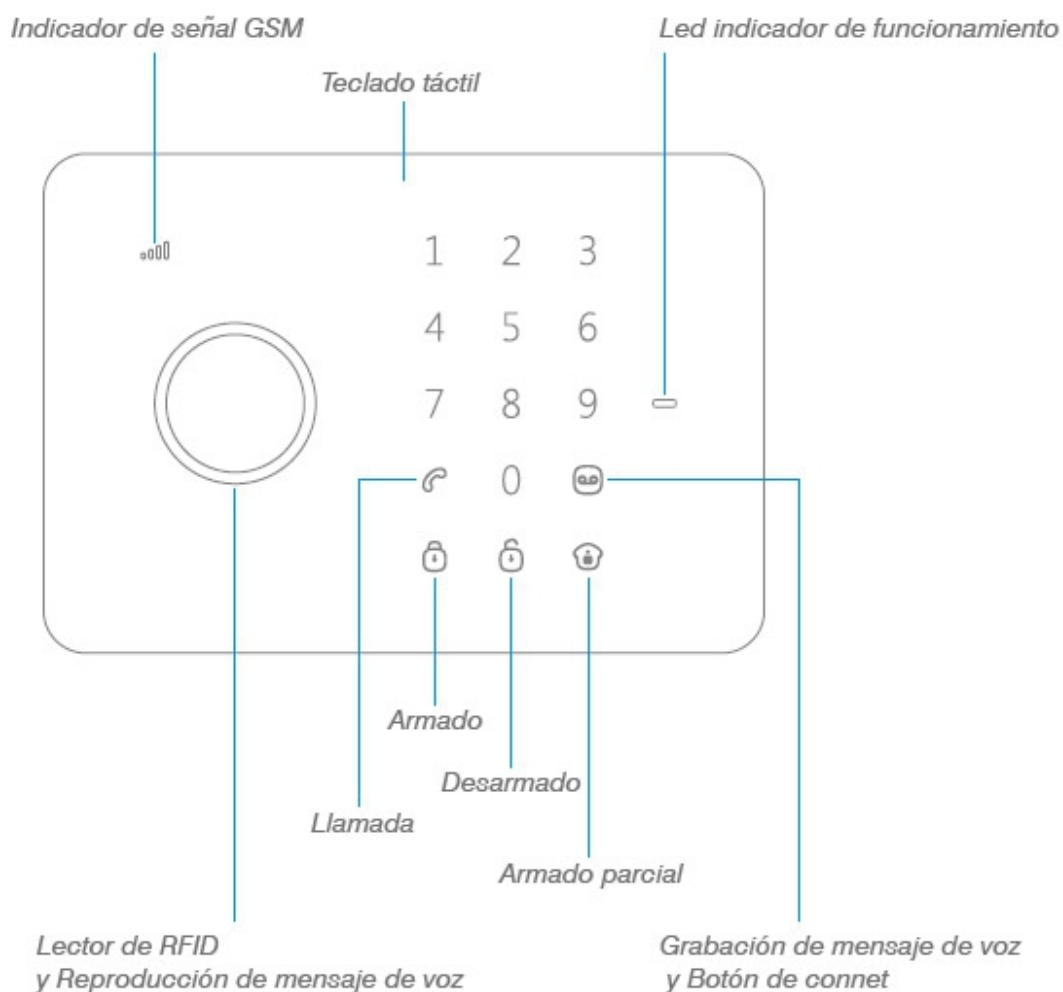 Indicador de señal GSM
Led indicador de funcionamiento
Teclado táctil
1 2 3
4 5 6
7 8 9
0
Armado
Desarmado
Llamada
Armado parcial
Lector de RFID
y Reproducción de mensaje de voz
Grabación de mensaje de voz
y Botón de connet